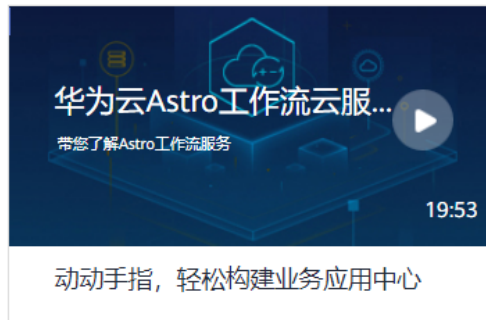 华为云Astro工作流云服...
带您了解Astro工作流服务
19:53
动动手指，轻松构建业务应用中心